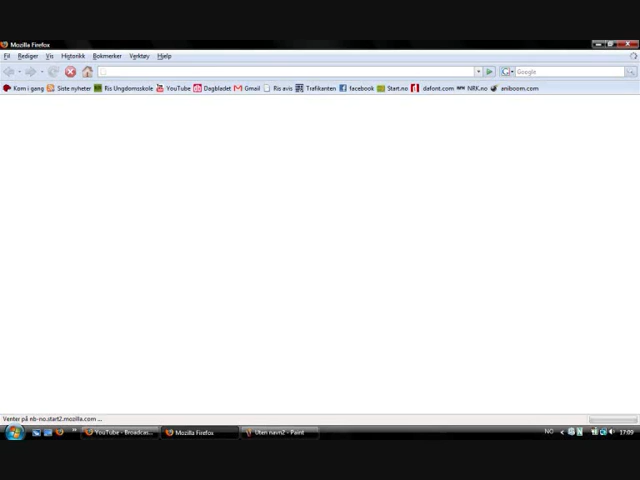 Mozilla Firefox
Fil Rediger Vis Historikk Bokmerker Verktøy Hjelp
Google
Kom i gang Siste nyheter Ris Ungdomsskole YouTube Dagbladet Gmail Ris avis Trafikanten facebook Start.no dafont.com NRK.no aniboom.com
Venter på nb-no.start2.mozilla.com ...
YouTube - Broadcas... Mozilla Firefox Uten navn2 - Paint NO 17:09